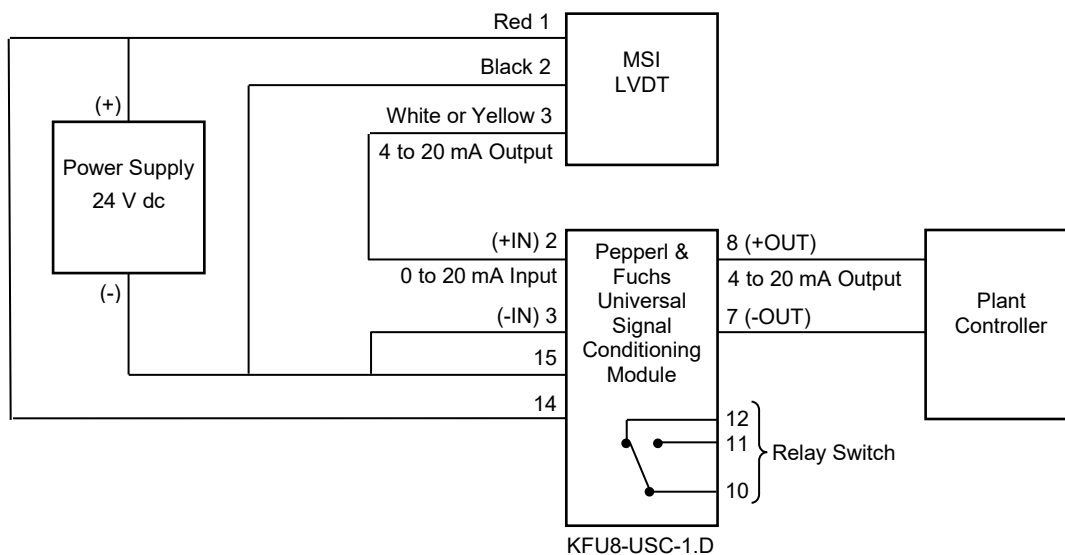 Red 1
MSI
LVDT
Black 2
(+)
White or Yellow 3
4 to 20 mA Output
Power Supply
24 V dc
(+IN) 2
0 to 20 mA Input
Pepperl &
Fuchs
Universal
Signal
Conditioning
Module
8 (+OUT)
4 to 20 mA Output
Plant
Controller
(-)
(-IN) 3
7 (-OUT)
15
14
12
11
10
Relay Switch
KFU8-USC-1.D